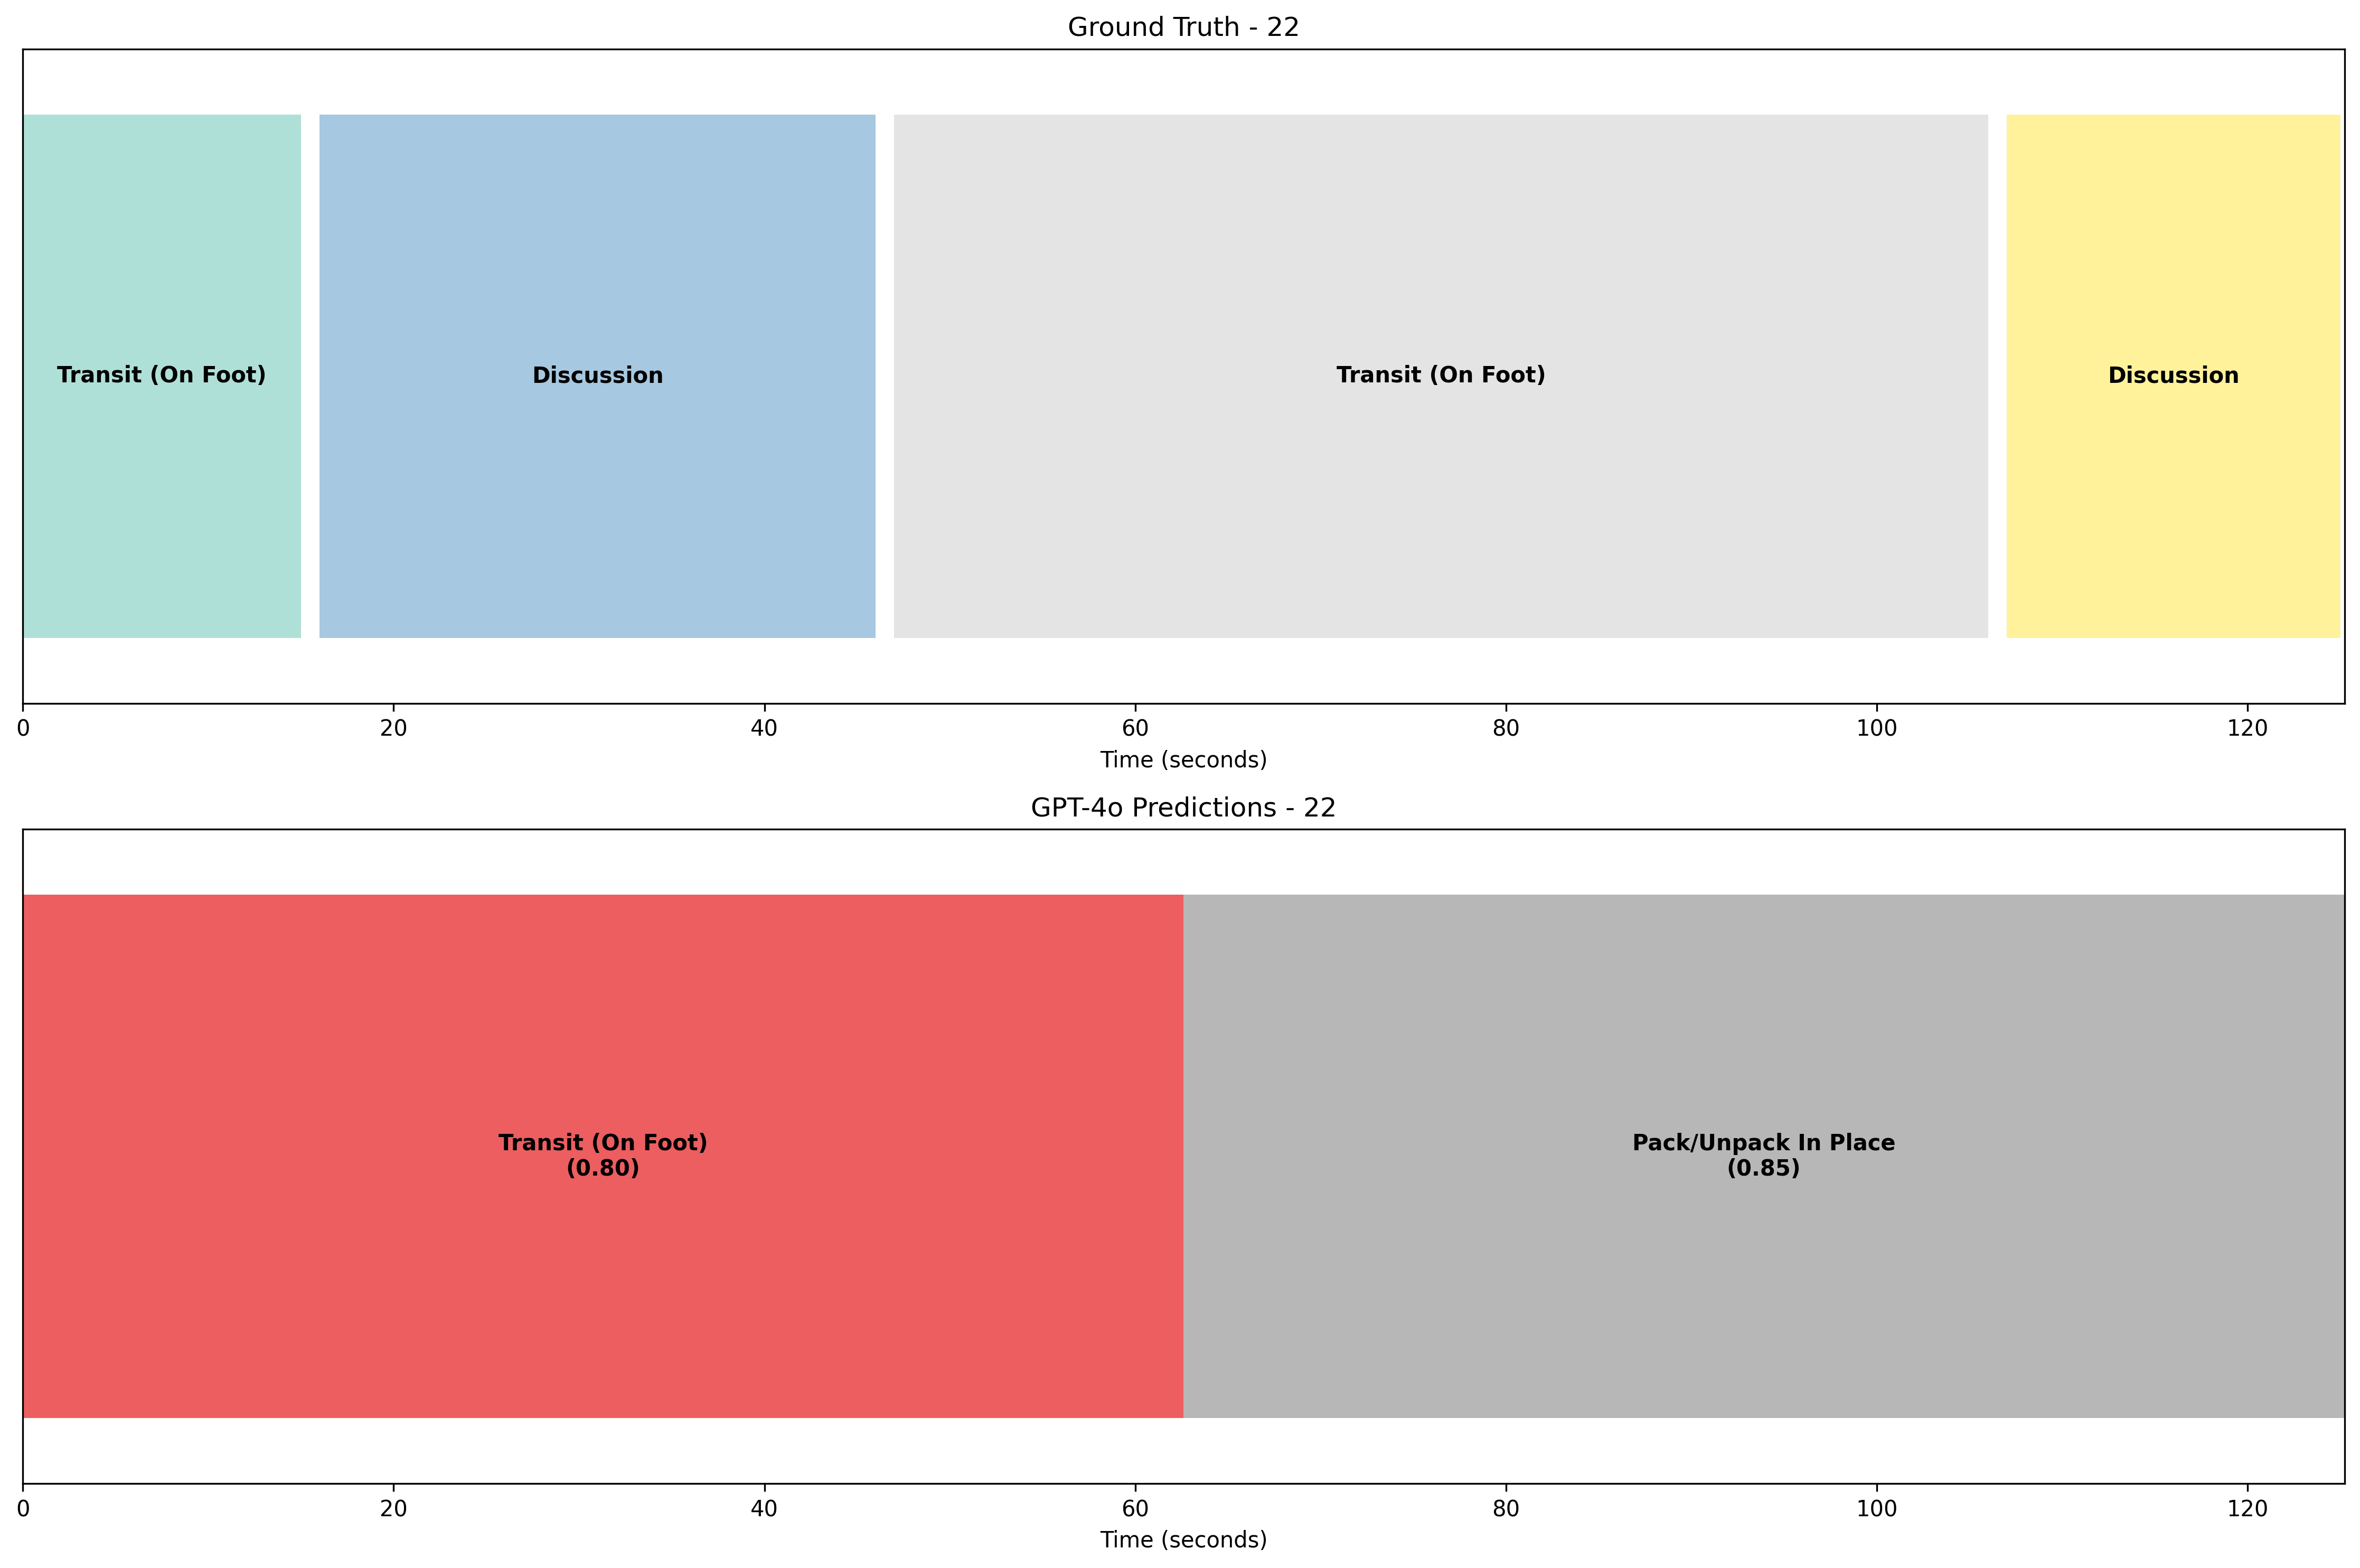 Ground Truth - 22
Transit (On Foot)
Discussion
Transit (On Foot)
Discussion
0 20 40 60 80 100 120
Time (seconds)
GPT-4o Predictions - 22
Transit (On Foot)
(0.80)
Pack/Unpack In Place
(0.85)
0 20 40 60 80 100 120
Time (seconds)